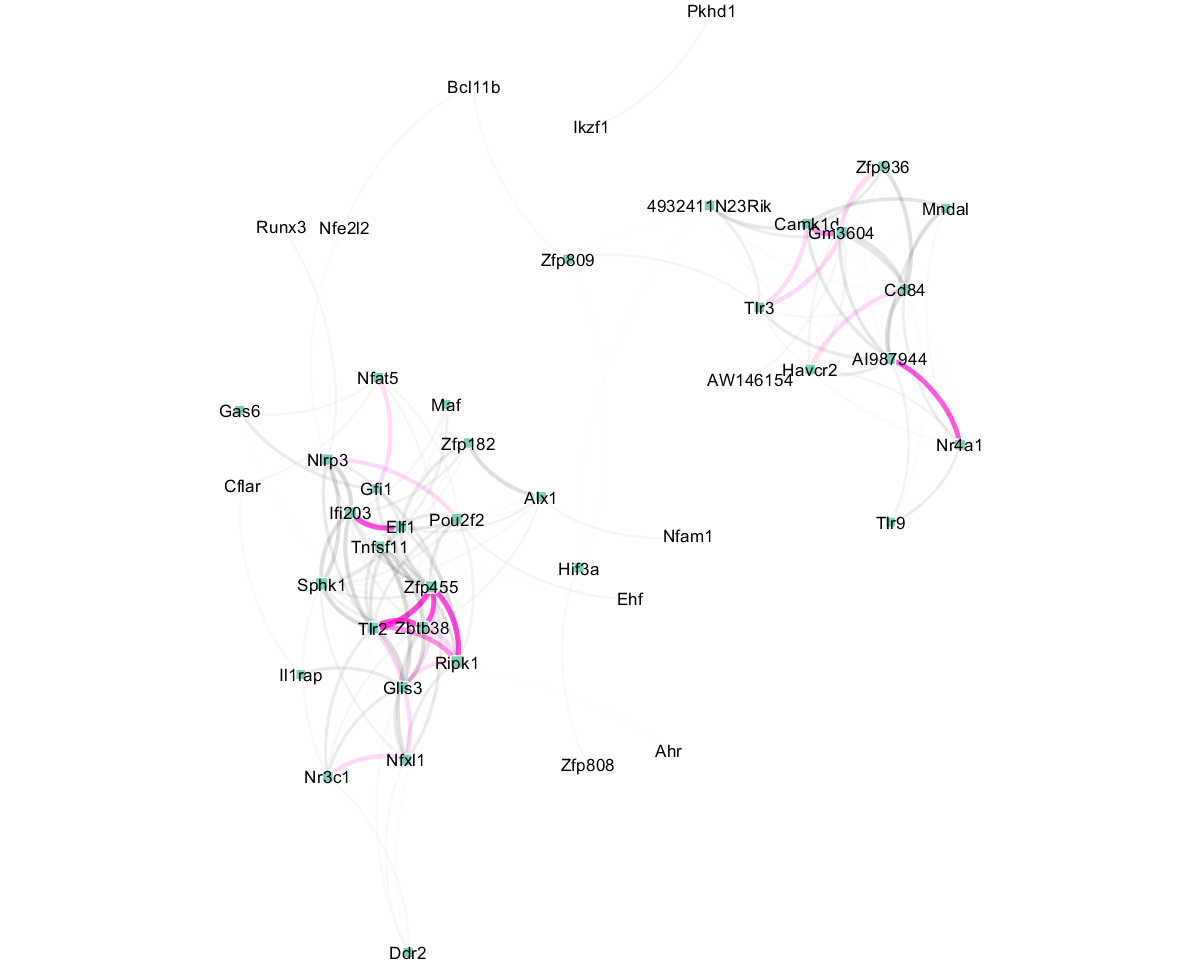 Pkhd1
Bcl11b
Ikzf1
Zfp936
4932411N23Rik
Mndal
Camk1d
Gm3604
Runx3
Nfe2l2
Zfp809
Cd84
Tlr3
AI987944
Havcr2
AW146154
Nfat5
Maf
Gas6
Zfp182
Nr4a1
Nlrp3
Cflar
Gfi1
Alx1
Ifi203
Elf1
Pou2f2
Tlr9
Nfam1
Tnfsf11
Hif3a
Sphk1
Zfp455
Ehf
Tlr2
Zbtb38
Ripk1
Il1rap
Glis3
Ahr
Nfxl1
Zfp808
Nr3c1
Ddr2